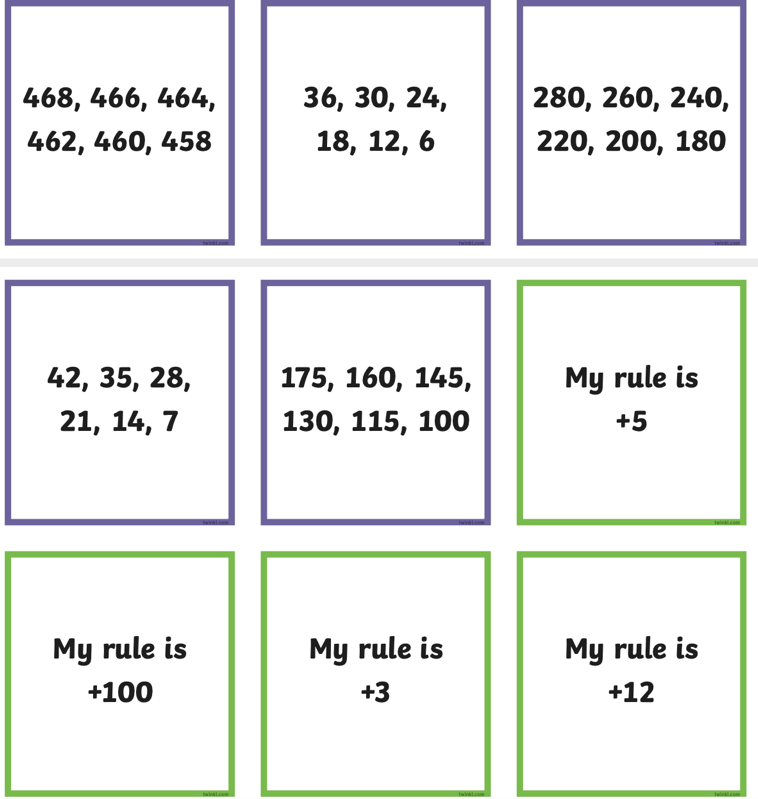 468, 466, 464,
462, 460, 458
twinkl.com
36, 30, 24,
18, 12, 6
twinkl.com
280, 260, 240,
220, 200, 180
twinkl.com
42, 35, 28,
21, 14, 7
twinkl.com
175, 160, 145,
130, 115, 100
twinkl.com
My rule is
+5
twinkl.com
My rule is
+100
twinkl.com
My rule is
+3
twinkl.com
My rule is
+12
twinkl.com